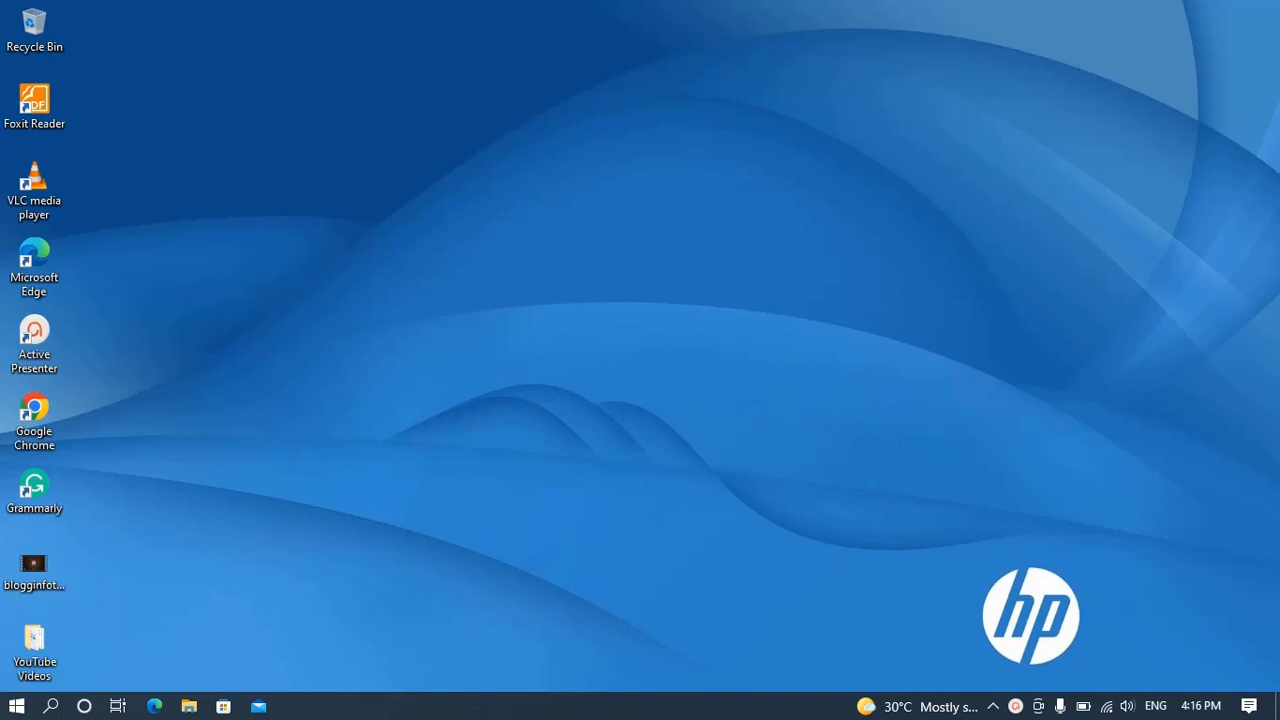 Recycle Bin
Foxit Reader
VLC media
player
Microsoft
Edge
Active
Presenter
Google
Chrome
Grammarly
blogginfot...
YouTube
Videos
hp
30°C Mostly s...
ENG
4:16 PM